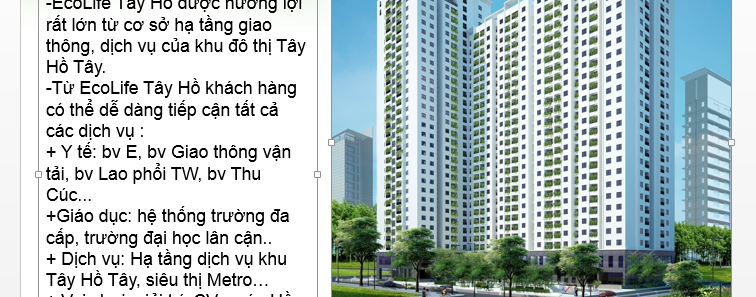 -EcoLife Tây Hồ được hưởng lợi
rất lớn từ cơ sở hạ tầng giao
thông, dịch vụ của khu đô thị Tây
Hồ Tây.
-Từ EcoLife Tây Hồ khách hàng
có thể dễ dàng tiếp cận tất cả
các dịch vụ :
+ Y tế: bv E, bv Giao thông vận
tải, bv Lao phổi TW, bv Thu
Cúc...
+Giáo dục: hệ thống trường đa
cấp, trường đại học lân cận..
+ Dịch vụ: Hạ tầng dịch vụ khu
Tây Hồ Tây, siêu thị Metro…